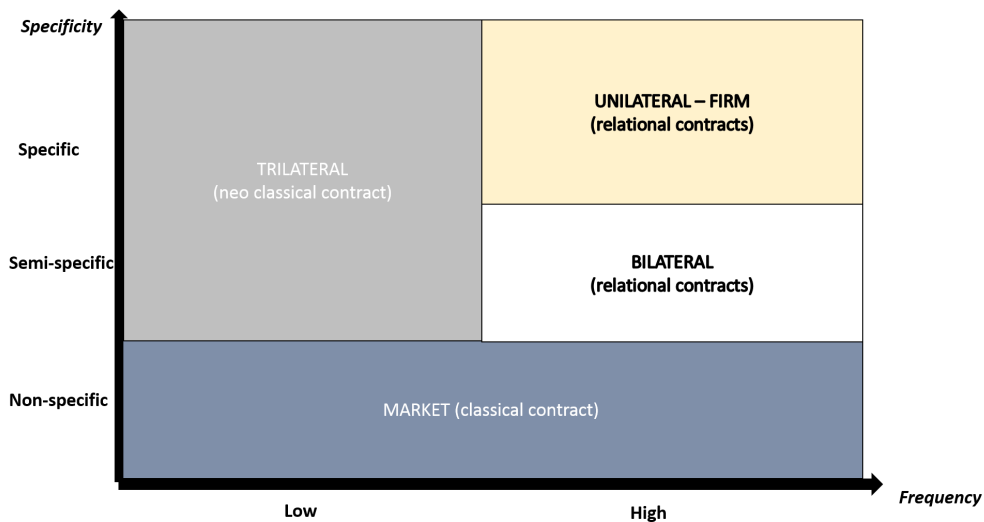 Specificity
UNILATERAL – FIRM
(relational contracts)
Specific
TRILATERAL
(neo classical contract)
Semi-specific
BILATERAL
(relational contracts)
Non-specific
MARKET (classical contract)
Frequency
Low
High